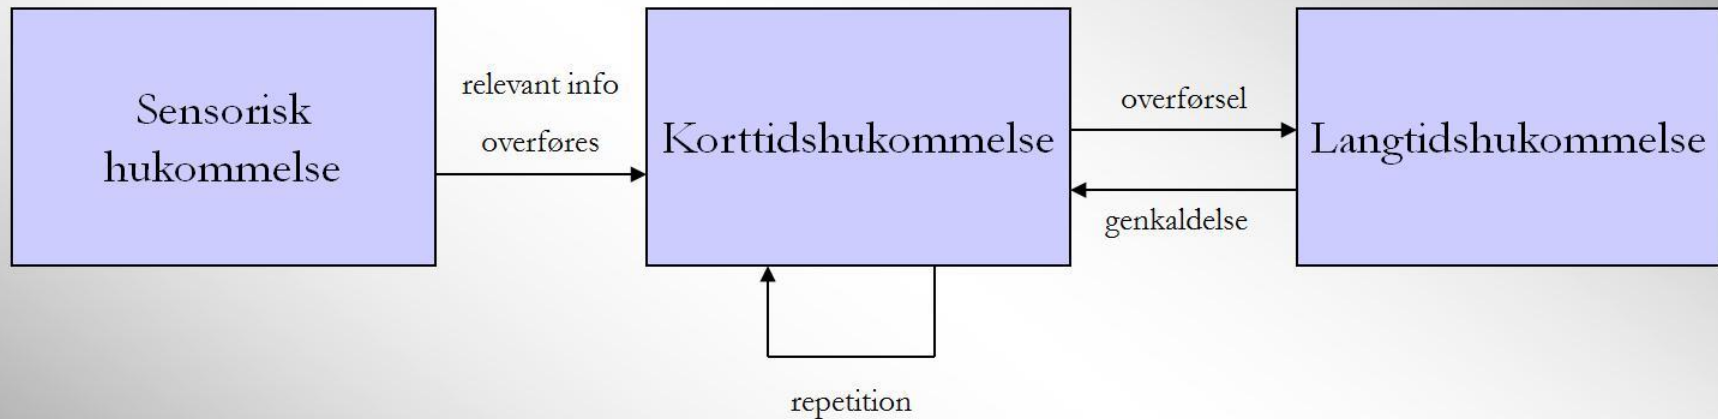 Sensorisk
hukommelse
relevant info
overføres
Korttidshukommelse
overførsel
genkaldelse
Langtidshukommelse
repetition